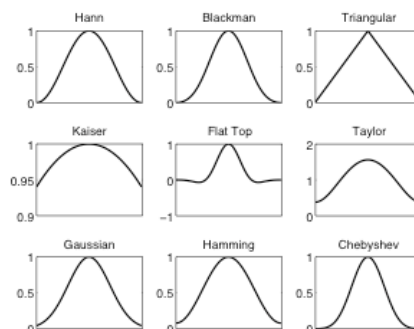 Hann Blackman Triangular
1 1 1
0.5 0.5 0.5
0 0 0
Kaiser Flat Top Taylor
1 1 2
0.95 0 1
0.9 −1 0
Gaussian Hamming Chebyshev
1 1 1
0.5 0.5 0.5
0 0 0